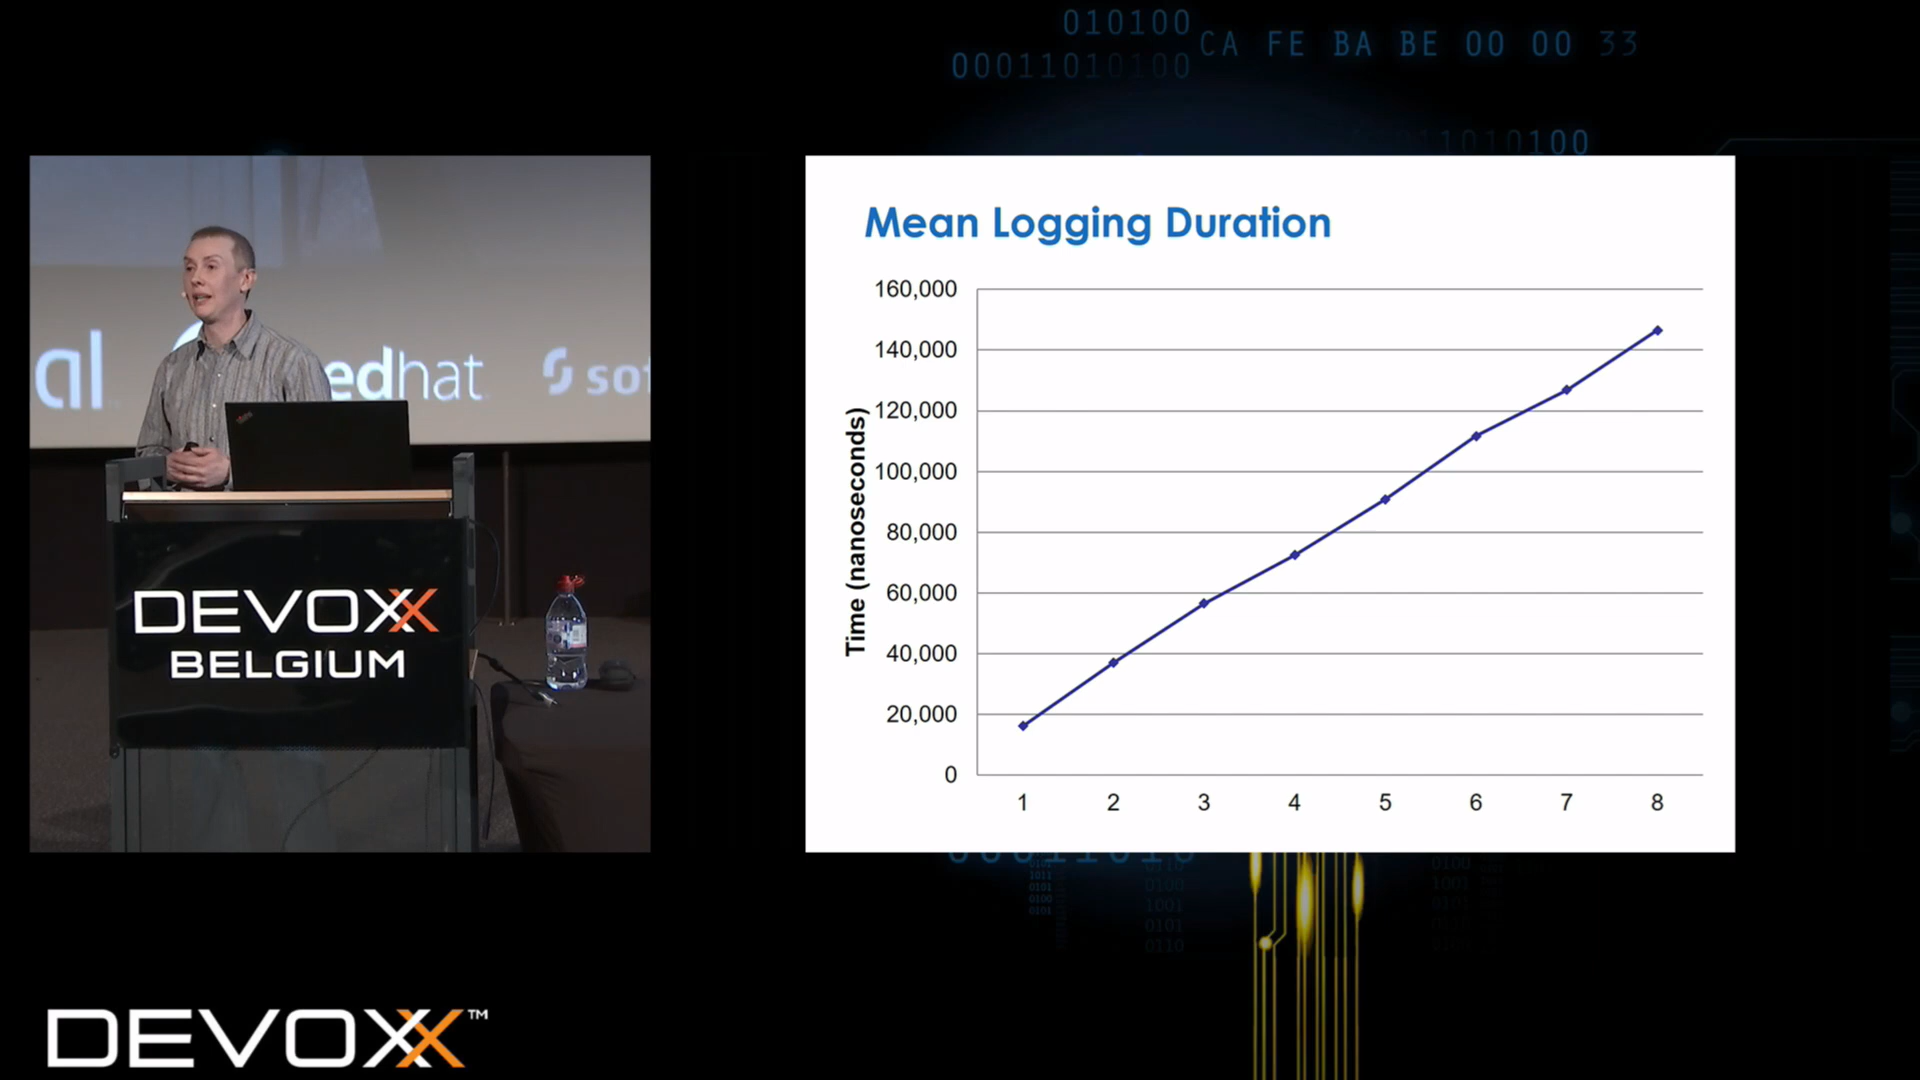 010100
CA FE BA BE 00 00 33
00011010100
11010100
al
edhat
so
DEVOXX
BELGIUM
Mean Logging Duration
Time (nanoseconds)
160,000
140,000
120,000
100,000
80,000
60,000
40,000
20,000
0
1 2 3 4 5 6 7 8
00011010
DEVOXX™